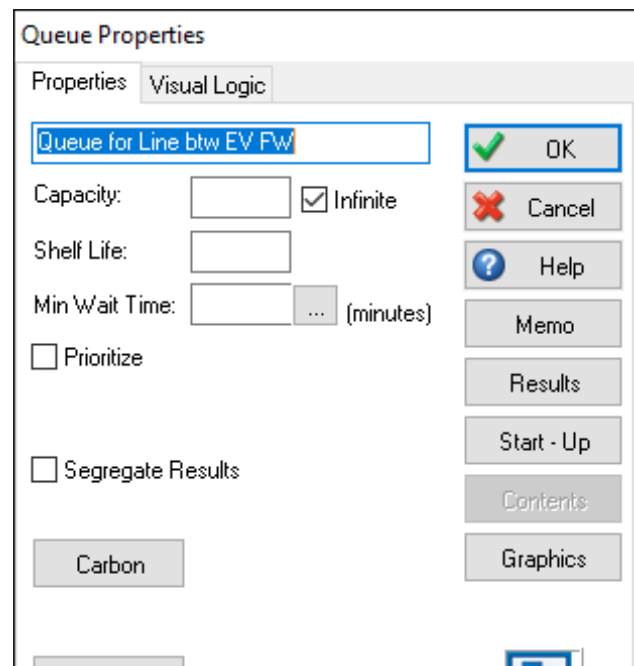 Queue Properties
Properties
Visual Logic
Queue for Line btw EV FW
OK
Capacity:
Infinite
Cancel
Shelf Life:
Help
Min Wait Time:
...
(minutes)
Memo
Prioritize
Results
Start - Up
Segregate Results
Contents
Carbon
Graphics